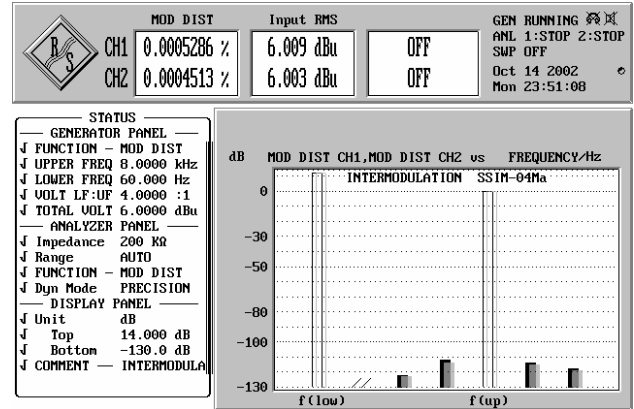 MOD DIST Input RMS
R S
CH1 0.0005286 % 6.009 dBu OFF
CH2 0.0004513 % 6.003 dBu OFF
GEN RUNNING
ANL 1:STOP 2:STOP
SWP OFF
Oct 14 2002
Mon 23:51:08
STATUS
GENERATOR PANEL
FUNCTION - MOD DIST
UPPER FREQ 8.0000 kHz
LOWER FREQ 60.000 Hz
VOLT LF:UF 4.0000 :1
TOTAL VOLT 6.0000 dBu
ANALYZER PANEL
Impedance 200 KΩ
Range AUTO
FUNCTION - MOD DIST
Dyn Mode PRECISION
DISPLAY PANEL
Unit dB
Top 14.000 dB
Bottom -130.0 dB
COMMENT — INTERMODULA
dB MOD DIST CH1,MOD DIST CH2 vs FREQUENCY/Hz
INTERMODULATION SSIM-04Ma
0
-30
-50
-80
-100
-130
f(low) f(up)